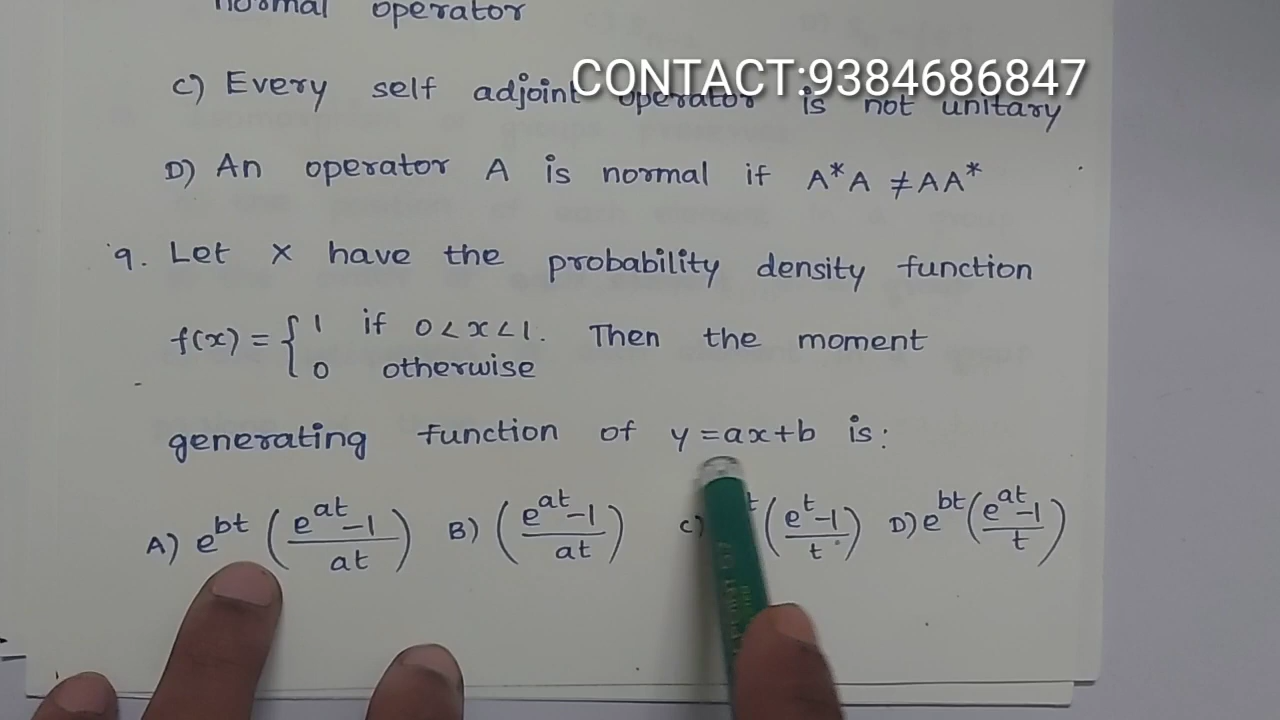 normal operator
CONTACT:9384686847
C) Every self adjoint operator is not unitary
D) An operator A is normal if A*A ≠ AA*
9. Let x have the probability density function
f(x) = { 1 if 0 < x < 1. Then the moment
0 otherwise
generating function of y = ax+b is:
A) e^bt ( e^at -1 / at ) B) ( e^at -1 / at ) C) t ( e^t -1 / t ) D) e^bt ( e^at -1 / t )